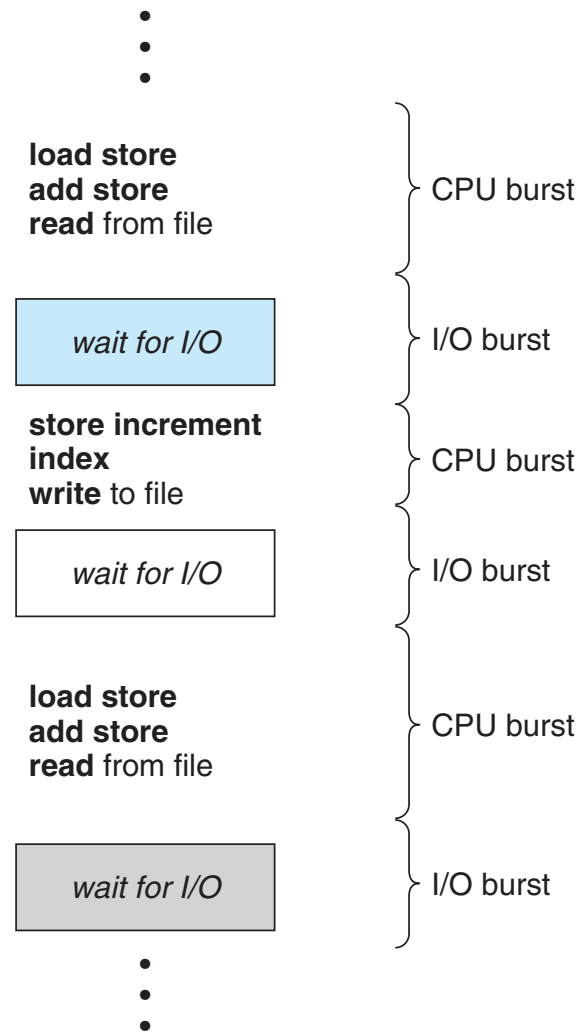 load store
add store
read from file
CPU burst
wait for I/O
I/O burst
store increment
index
write to file
CPU burst
wait for I/O
I/O burst
load store
add store
read from file
CPU burst
wait for I/O
I/O burst